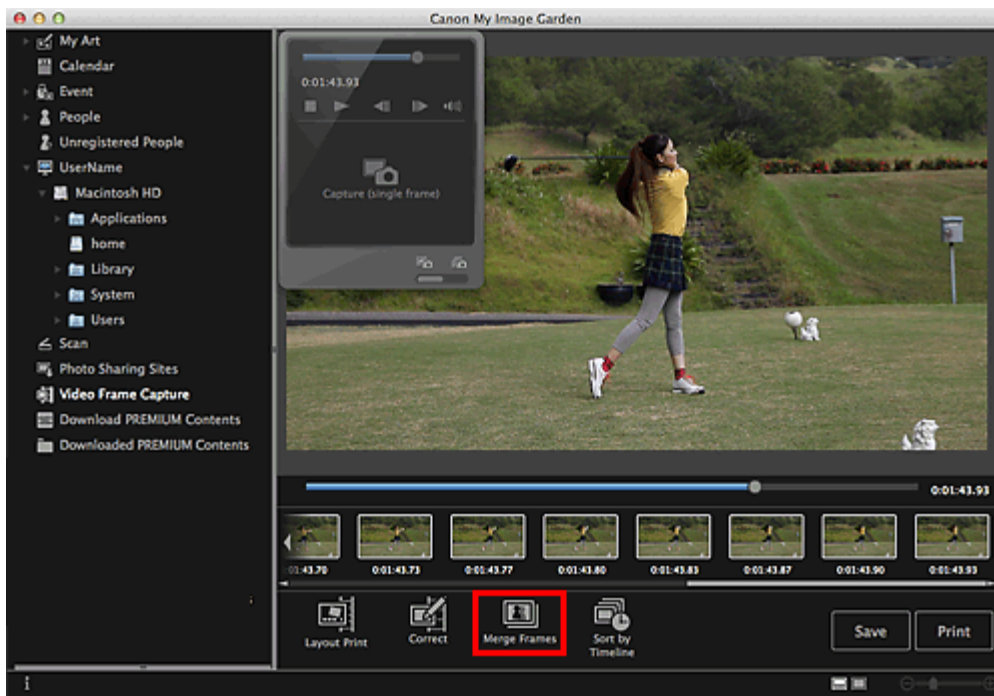 Canon My Image Garden
My Art
Calendar
Event
People
Unregistered People
UserName
Macintosh HD
Applications
home
Library
System
Users
Scan
Photo Sharing Sites
Video Frame Capture
Download PREMIUM Contents
Downloaded PREMIUM Contents
0:01:43.93
Capture (single frame)
0:01:43.93
:01:43.70
0:01:43.73
0:01:43.77
0:01:43.80
0:01:43.83
0:01:43.87
0:01:43.90
0:01:43.93
Layout Print
Correct
Merge Frames
Sort by
Timeline
Save
Print